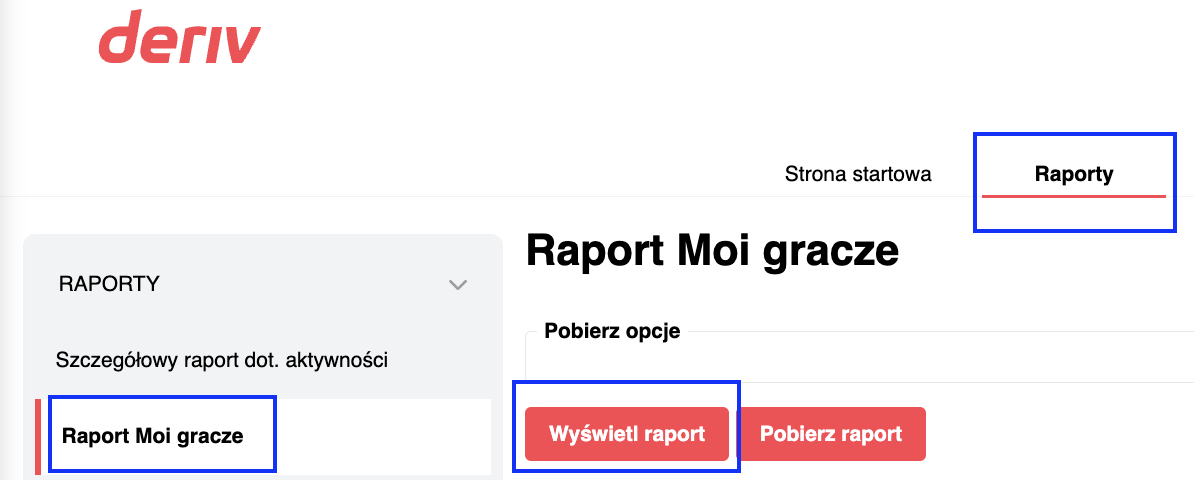 deriv
Strona startowa
Raporty
RAPORTY
Szczegółowy raport dot. aktywności
Raport Moi gracze
Raport Moi gracze
Pobierz opcje
Wyświetl raport
Pobierz raport